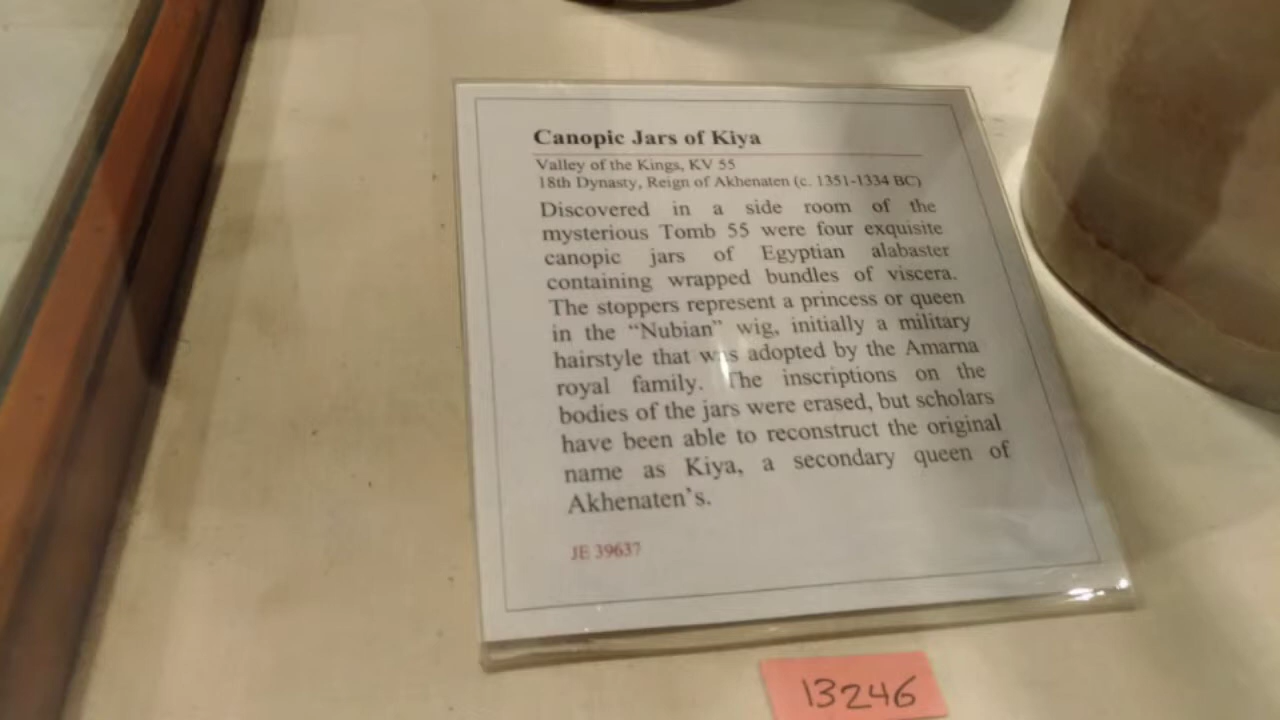 Canopic Jars of Kiya
Valley of the Kings, KV 55
18th Dynasty, Reign of Akhenaten (c. 1351-1334 BC)
Discovered in a side room of the
mysterious Tomb 55 were four exquisite
canopic jars of Egyptian alabaster
containing wrapped bundles of viscera.
The stoppers represent a princess or queen
in the “Nubian” wig, initially a military
hairstyle that was adopted by the Amarna
royal family. The inscriptions on the
bodies of the jars were erased, but scholars
have been able to reconstruct the original
name as Kiya, a secondary queen of
Akhenaten’s.
JE 39637
13246